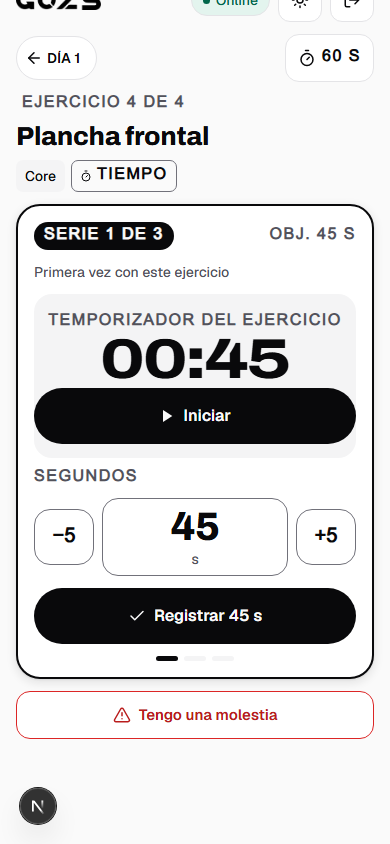 Online
DÍA 1
60 S
EJERCICIO 4 DE 4
Plancha frontal
Core
TIEMPO
SERIE 1 DE 3
OBJ. 45 S
Primera vez con este ejercicio
TEMPORIZADOR DEL EJERCICIO
00:45
Iniciar
SEGUNDOS
−5
45
s
+5
Registrar 45 s
Tengo una molestia
N